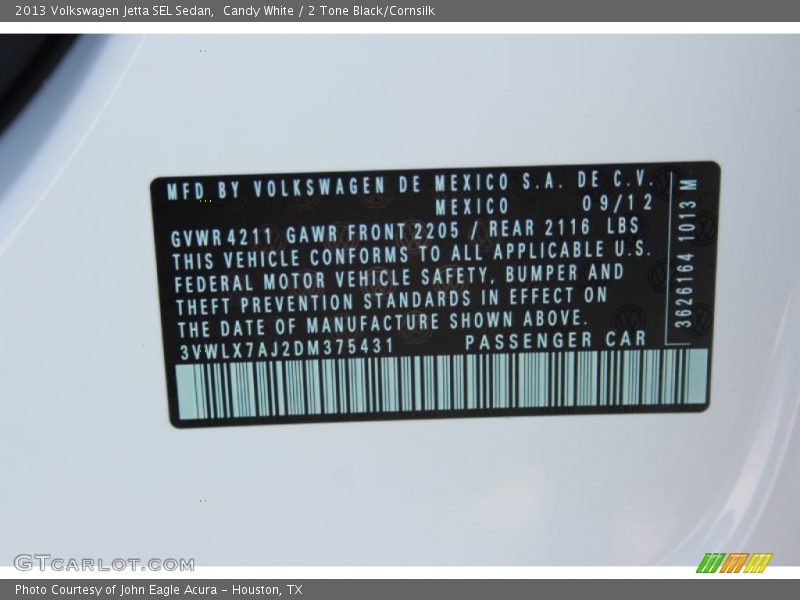 2013 Volkswagen Jetta SEL Sedan,  Candy White / 2 Tone Black/Cornsilk
MFD BY VOLKSWAGEN DE MEXICO S.A. DE C.V.
MEXICO 09/12
GVWR 4211 GAWR FRONT 2205 / REAR 2116 LBS
THIS VEHICLE CONFORMS TO ALL APPLICABLE U.S.
FEDERAL MOTOR VEHICLE SAFETY, BUMPER AND
THEFT PREVENTION STANDARDS IN EFFECT ON
THE DATE OF MANUFACTURE SHOWN ABOVE.
3VWLX7AJ2DM375431 PASSENGER CAR
3626164 1013 M
GTCARLOT.COM
Photo Courtesy of John Eagle Acura - Houston, TX